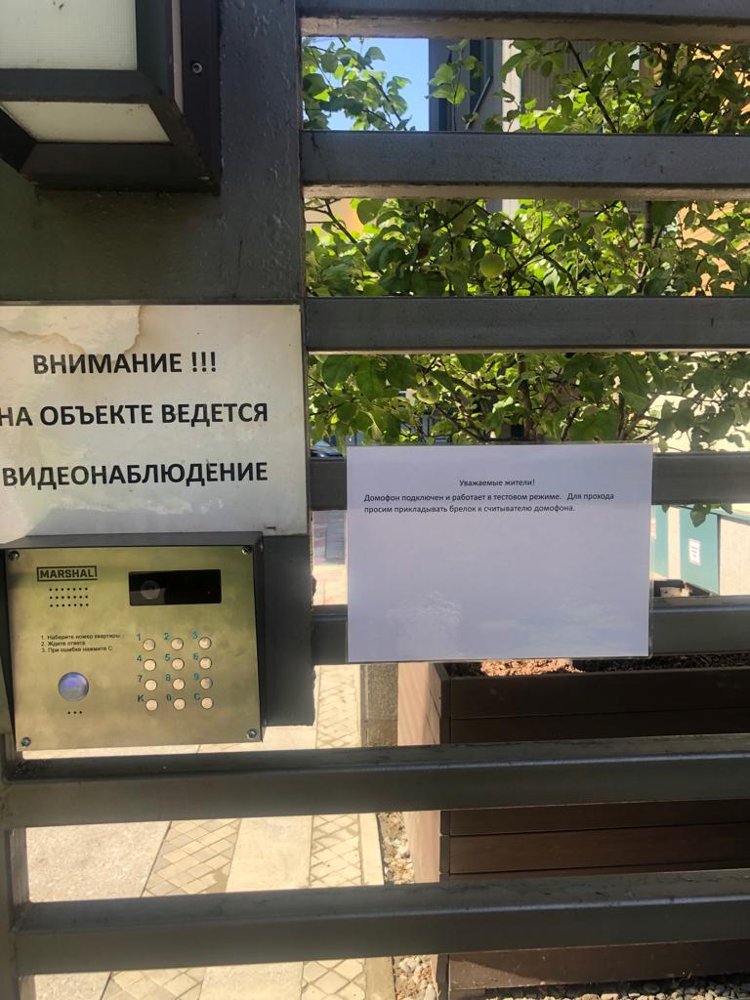 ВНИМАНИЕ !!!
НА ОБЪЕКТЕ ВЕДЕТСЯ
ВИДЕОНАБЛЮДЕНИЕ
Уважаемые жители!
Домофон подключен и работает в тестовом режиме. Для прохода
просим прикладывать брелок к считывателю домофона.
MARSHAL
1. Наберите номер квартиры
2. Ждите ответа
3. При ошибке нажмите С
1 2 3
4 5 6
7 8 9
K 0 C